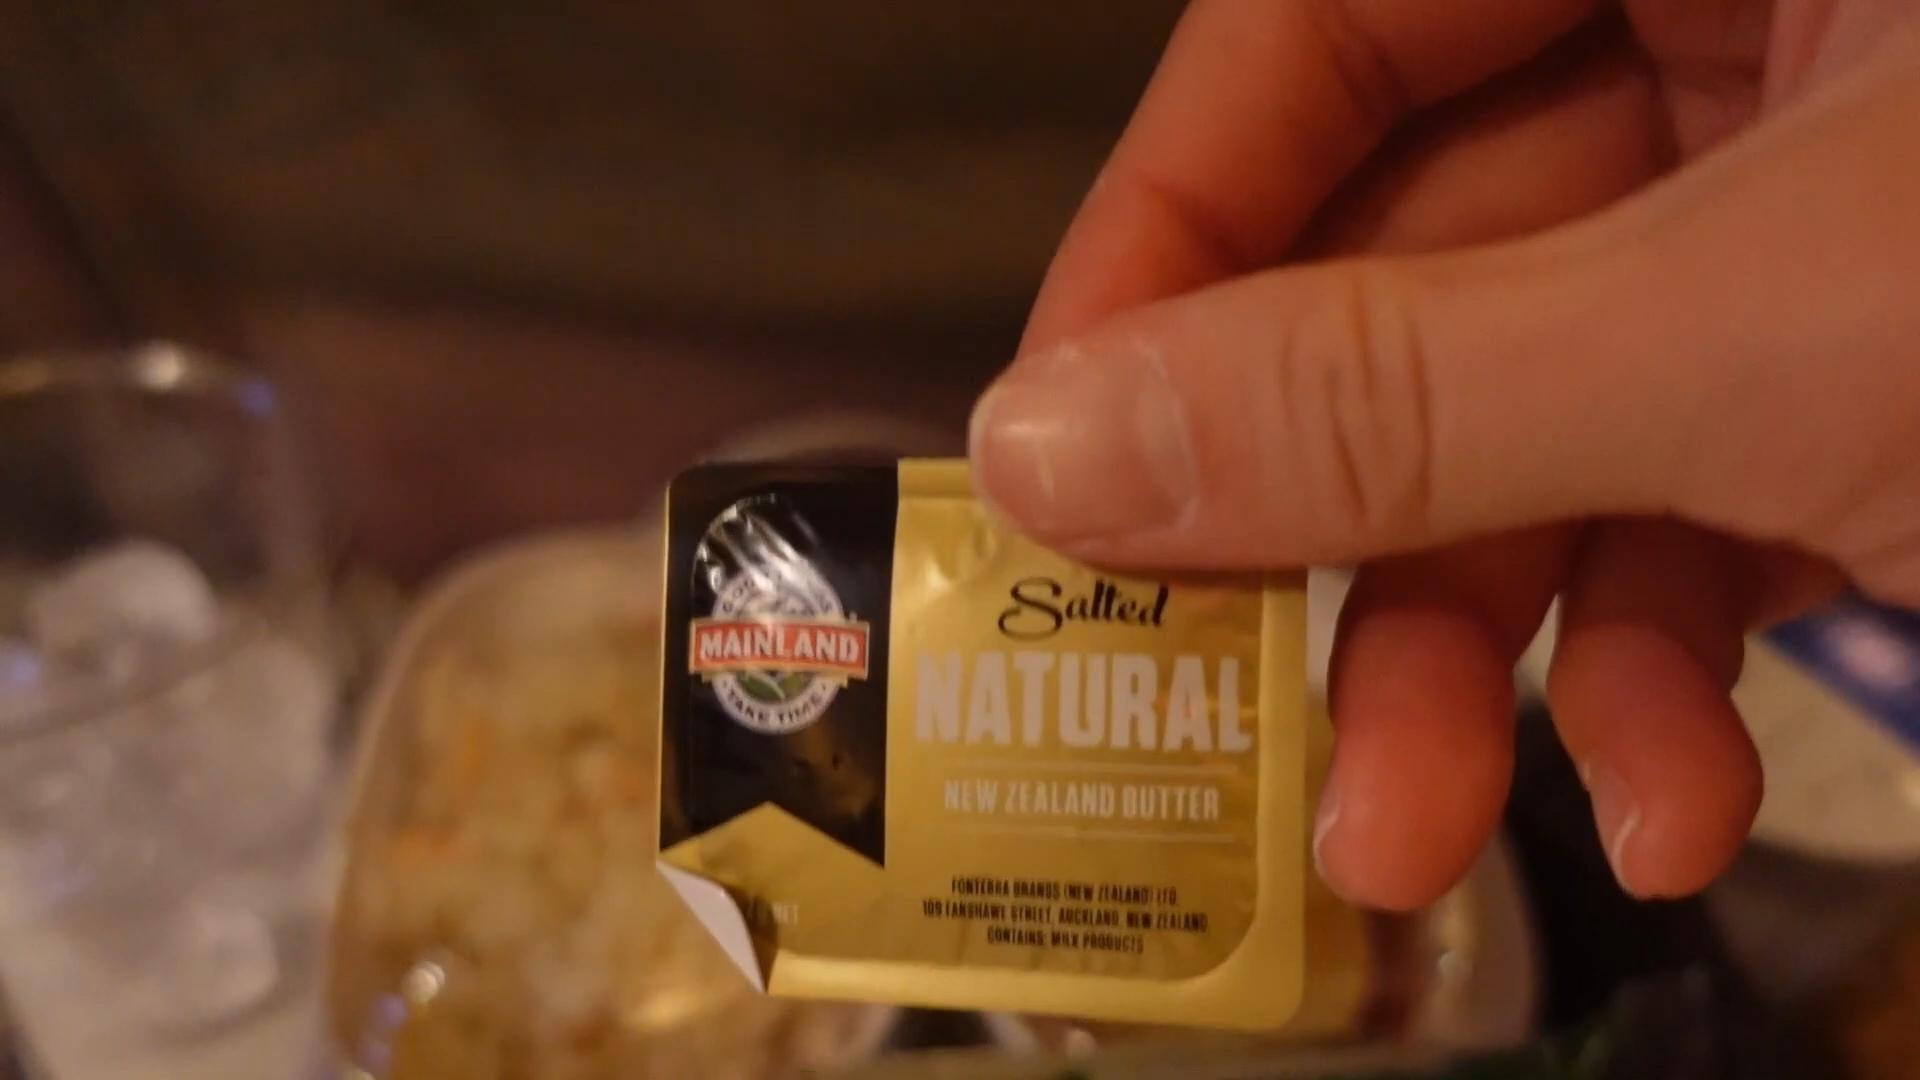 MAINLAND
TAKE TIME
Salted
NATURAL
NEW ZEALAND BUTTER
FONTERRA BRANDS (NEW ZEALAND) LTD.
109 FANSHAWE STREET, AUCKLAND, NEW ZEALAND
CONTAINS: MILK PRODUCTS
NET